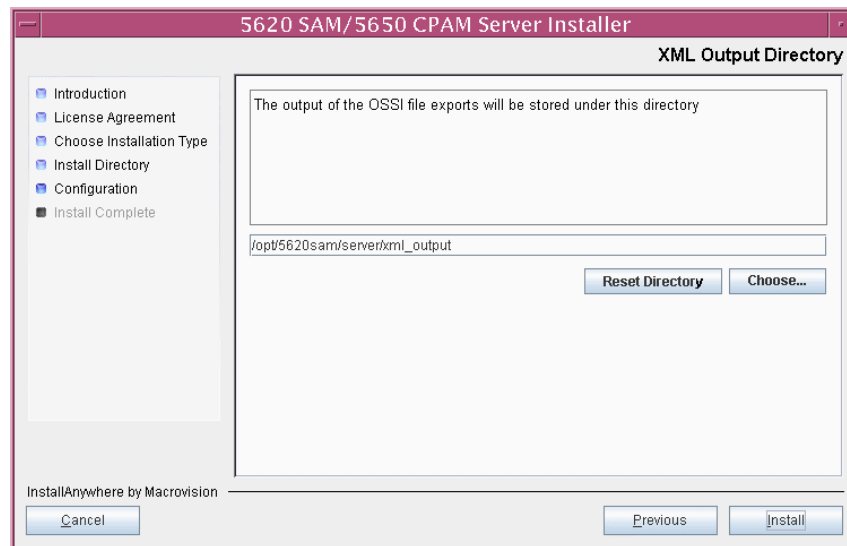 5620 SAM/5650 CPAM Server Installer
XML Output Directory
Introduction
License Agreement
Choose Installation Type
Install Directory
Configuration
Install Complete
The output of the OSSI file exports will be stored under this directory
/opt/5620sam/server/xml_output
Reset Directory
Choose...
InstallAnywhere by Macrovision
Cancel
Previous
Install